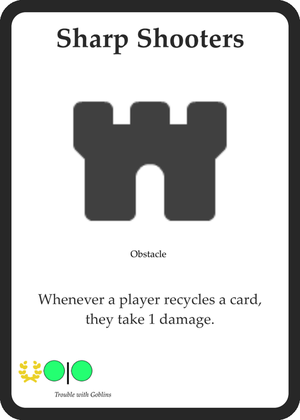 Sharp Shooters
Obstacle
Whenever a player recycles a card,
they take 1 damage.
Trouble with Goblins